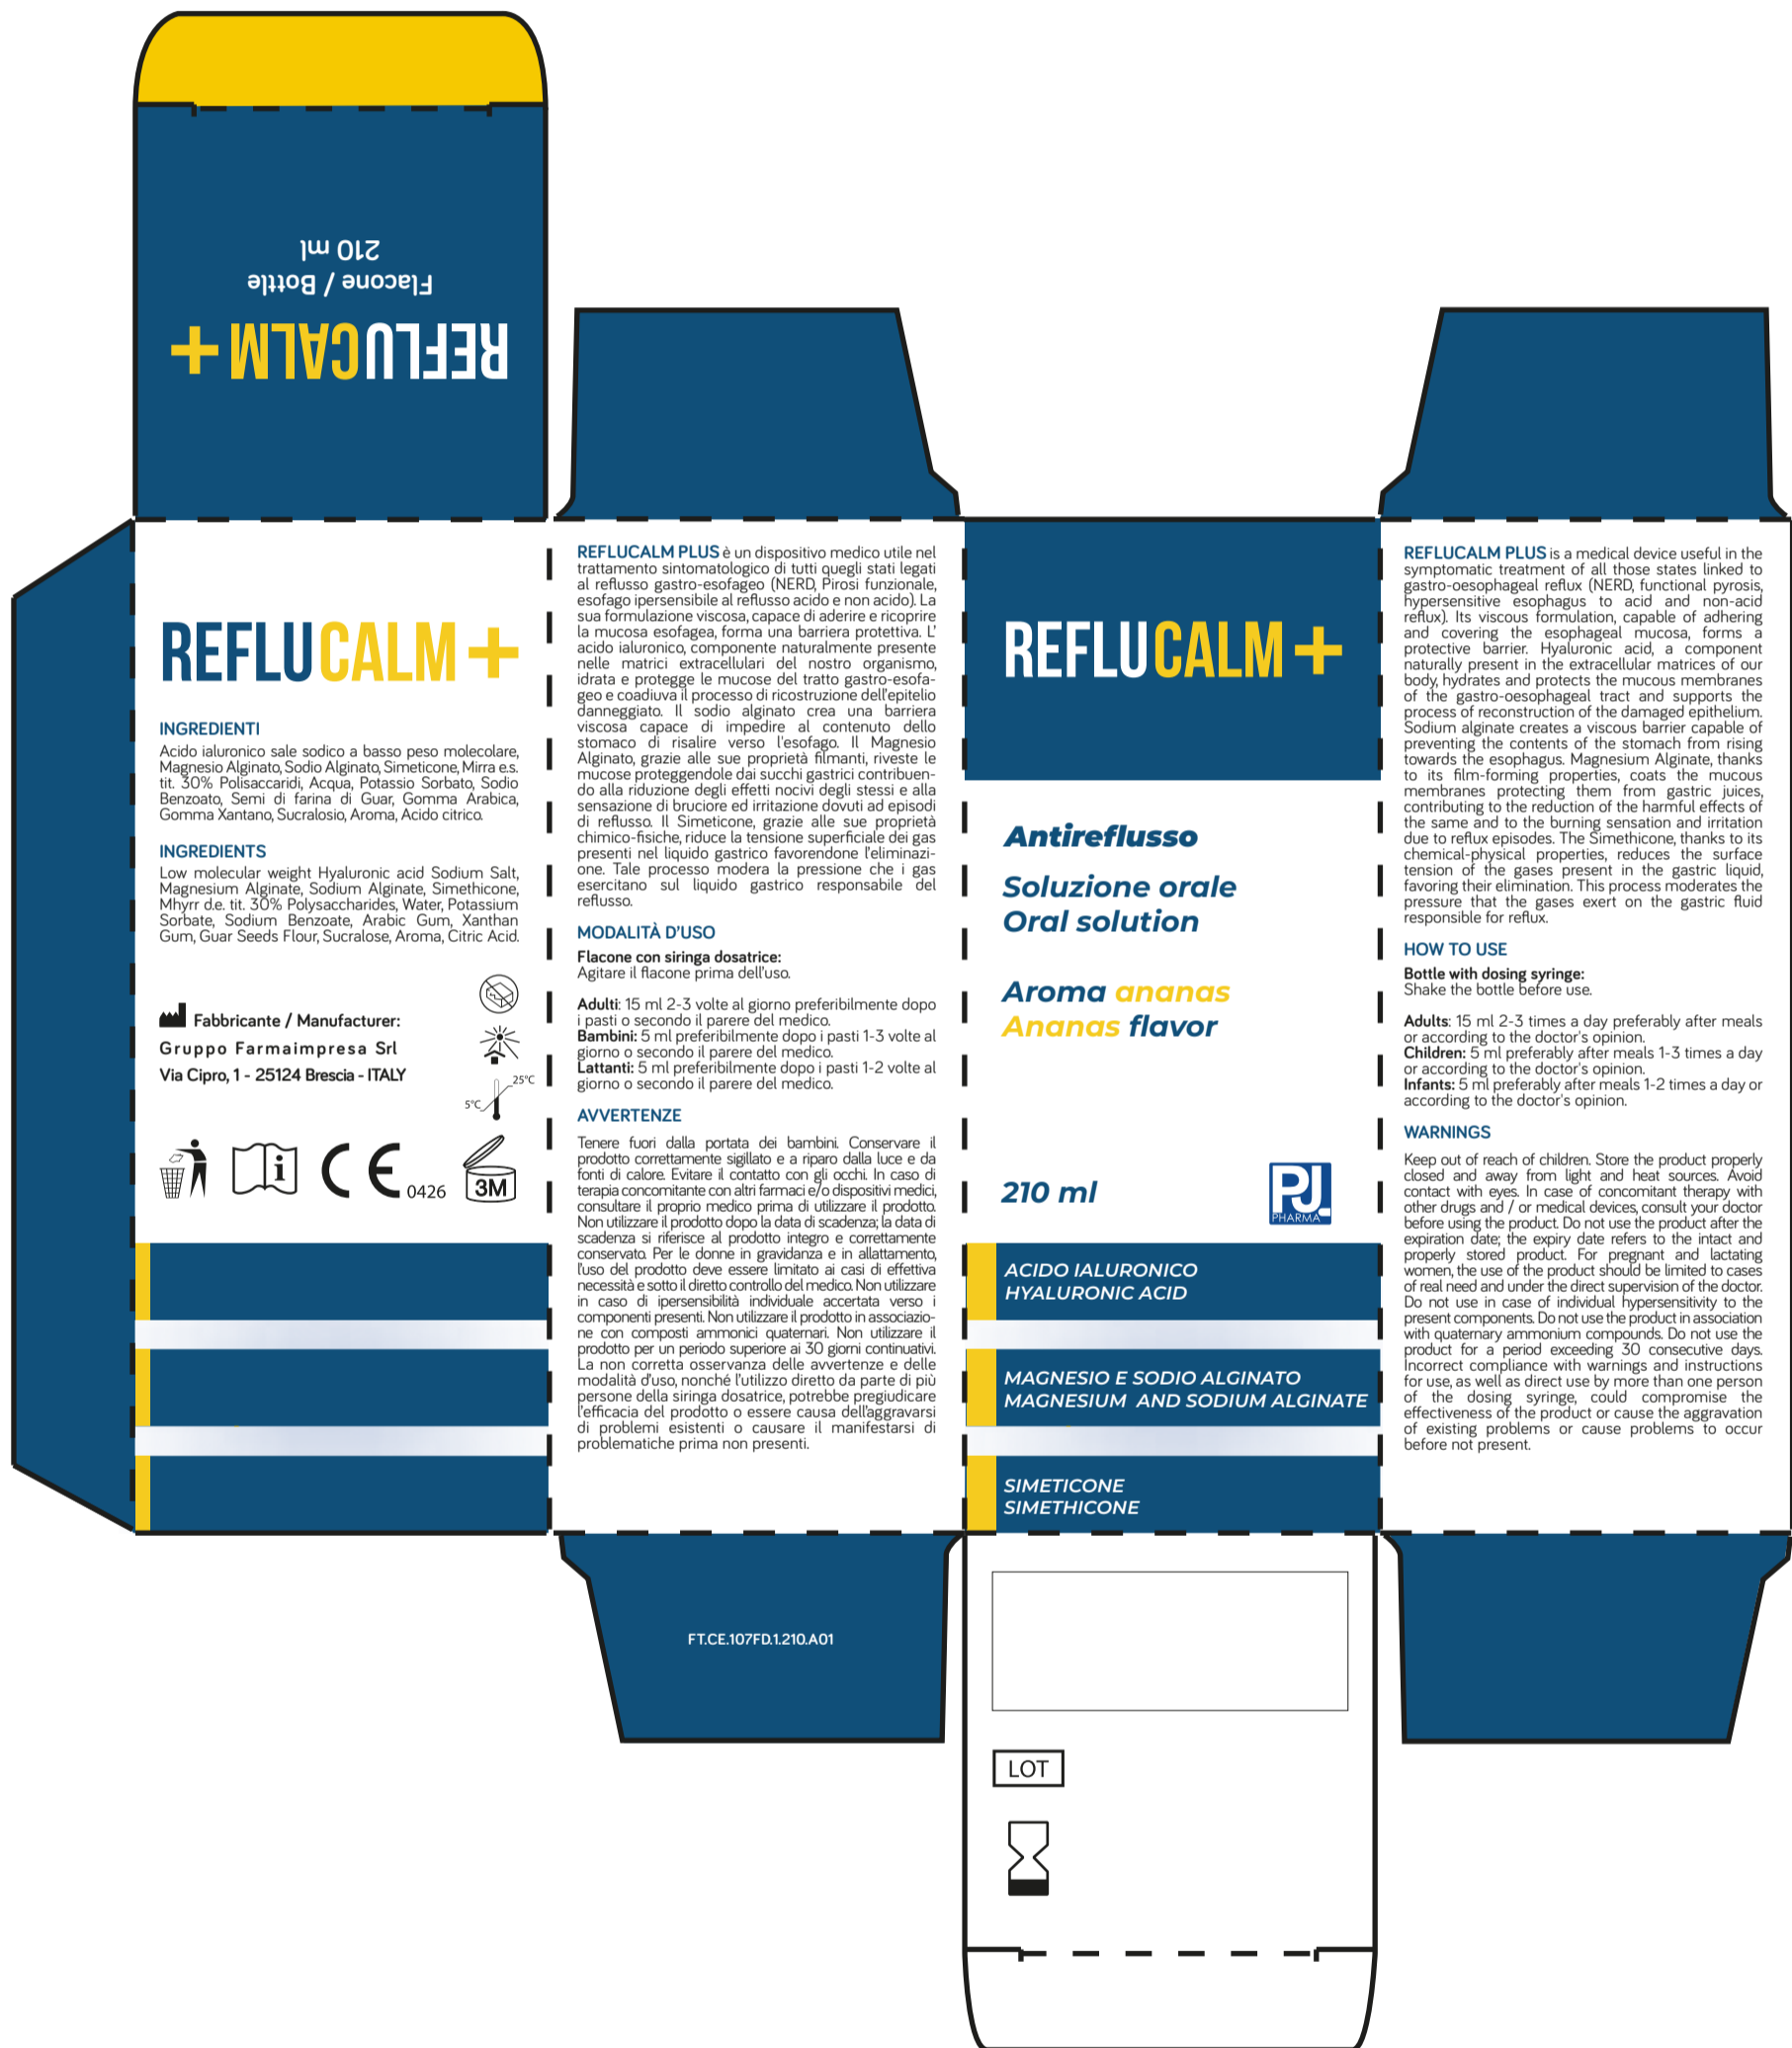 210 ml
Flacone / Bottle
REFLUCALM+
REFLUCALM+
INGREDIENTI
Acido ialuronico sale sodico a basso peso molecolare,
Magnesio Alginato, Sodio Alginato, Simeticone, Mirra e.s.
tit. 30% Polisaccaridi, Acqua, Potassio Sorbato, Sodio
Benzoato, Semi di farina di Guar, Gomma Arabica,
Gomma Xantano, Sucralosio, Aroma, Acido citrico.
INGREDIENTS
Low molecular weight Hyaluronic acid Sodium Salt,
Magnesium Alginate, Sodium Alginate, Simethicone,
Mhyrr d.e. tit. 30% Polysaccharides, Water, Potassium
Sorbate, Sodium Benzoate, Arabic Gum, Xanthan
Gum, Guar Seeds Flour, Sucralose, Aroma, Citric Acid.
Fabbricante / Manufacturer:
Gruppo Farmaimpresa Srl
Via Cipro, 1 - 25124 Brescia - ITALY
25°C
5°C
i
CE 0426
3M
REFLUCALM PLUS è un dispositivo medico utile nel
trattamento sintomatologico di tutti quegli stati legati
al reflusso gastro-esofageo (NERD, Pirosi funzionale,
esofago ipersensibile al reflusso acido e non acido). La
sua formulazione viscosa, capace di aderire e ricoprire
la mucosa esofagea, forma una barriera protettiva. L'
acido ialuronico, componente naturalmente presente
nelle matrici extracellulari del nostro organismo,
idrata e protegge le mucose del tratto gastro-esofa-
geo e coadiuva il processo di ricostruzione dell'epitelio
danneggiato. Il sodio alginato crea una barriera
viscosa capace di impedire al contenuto dello
stomaco di risalire verso l'esofago. Il Magnesio
Alginato, grazie alle sue proprietà filmanti, riveste le
mucose proteggendole dai succhi gastrici contribuen-
do alla riduzione degli effetti nocivi degli stessi e alla
sensazione di bruciore ed irritazione dovuti ad episodi
di reflusso. Il Simeticone, grazie alle sue proprietà
chimico-fisiche, riduce la tensione superficiale dei gas
presenti nel liquido gastrico favorendone l'eliminazi-
one. Tale processo modera la pressione che i gas
esercitano sul liquido gastrico responsabile del
reflusso.
MODALITÀ D'USO
Flacone con siringa dosatrice:
Agitare il flacone prima dell'uso.
Adulti: 15 ml 2-3 volte al giorno preferibilmente dopo
i pasti o secondo il parere del medico.
Bambini: 5 ml preferibilmente dopo i pasti 1-3 volte al
giorno o secondo il parere del medico.
Lattanti: 5 ml preferibilmente dopo i pasti 1-2 volte al
giorno o secondo il parere del medico.
AVVERTENZE
Tenere fuori dalla portata dei bambini. Conservare il
prodotto correttamente sigillato e a riparo dalla luce e da
fonti di calore. Evitare il contatto con gli occhi. In caso di
terapia concomitante con altri farmaci e/o dispositivi medici,
consultare il proprio medico prima di utilizzare il prodotto.
Non utilizzare il prodotto dopo la data di scadenza; la data di
scadenza si riferisce al prodotto integro e correttamente
conservato. Per le donne in gravidanza e in allattamento,
l'uso del prodotto deve essere limitato ai casi di effettiva
necessità e sotto il diretto controllo del medico. Non utilizzare
in caso di ipersensibilità individuale accertata verso i
componenti presenti. Non utilizzare il prodotto in associazio-
ne con composti ammonici quaternari. Non utilizzare il
prodotto per un periodo superiore ai 30 giorni continuativi.
La non corretta osservanza delle avvertenze e delle
modalità d'uso, nonché l'utilizzo diretto da parte di più
persone della siringa dosatrice, potrebbe pregiudicare
l'efficacia del prodotto o essere causa dell'aggravarsi
di problemi esistenti o causare il manifestarsi di
problematiche prima non presenti.
FT.CE.107FD.1.210.A01
REFLUCALM+
Antireflusso
Soluzione orale
Oral solution
Aroma ananas
Ananas flavor
210 ml
PJ
PHARMA
ACIDO IALURONICO
HYALURONIC ACID
MAGNESIO E SODIO ALGINATO
MAGNESIUM AND SODIUM ALGINATE
SIMETICONE
SIMETHICONE
LOT
REFLUCALM PLUS is a medical device useful in the
symptomatic treatment of all those states linked to
gastro-oesophageal reflux (NERD, functional pyrosis,
hypersensitive esophagus to acid and non-acid
reflux). Its viscous formulation, capable of adhering
and covering the esophageal mucosa, forms a
protective barrier. Hyaluronic acid, a component
naturally present in the extracellular matrices of our
body, hydrates and protects the mucous membranes
of the gastro-oesophageal tract and supports the
process of reconstruction of the damaged epithelium.
Sodium alginate creates a viscous barrier capable of
preventing the contents of the stomach from rising
towards the esophagus. Magnesium Alginate, thanks
to its film-forming properties, coats the mucous
membranes protecting them from gastric juices,
contributing to the reduction of the harmful effects of
the same and to the burning sensation and irritation
due to reflux episodes. The Simethicone, thanks to its
chemical-physical properties, reduces the surface
tension of the gases present in the gastric liquid,
favoring their elimination. This process moderates the
pressure that the gases exert on the gastric fluid
responsible for reflux.
HOW TO USE
Bottle with dosing syringe:
Shake the bottle before use.
Adults: 15 ml 2-3 times a day preferably after meals
or according to the doctor's opinion.
Children: 5 ml preferably after meals 1-3 times a day
or according to the doctor's opinion.
Infants: 5 ml preferably after meals 1-2 times a day or
according to the doctor's opinion.
WARNINGS
Keep out of reach of children. Store the product properly
closed and away from light and heat sources. Avoid
contact with eyes. In case of concomitant therapy with
other drugs and / or medical devices, consult your doctor
before using the product. Do not use the product after the
expiration date; the expiry date refers to the intact and
properly stored product. For pregnant and lactating
women, the use of the product should be limited to cases
of real need and under the direct supervision of the doctor.
Do not use in case of individual hypersensitivity to the
present components. Do not use the product in association
with quaternary ammonium compounds. Do not use the
product for a period exceeding 30 consecutive days.
Incorrect compliance with warnings and instructions
for use, as well as direct use by more than one person
of the dosing syringe, could compromise the
effectiveness of the product or cause the aggravation
of existing problems or cause problems to occur
before not present.